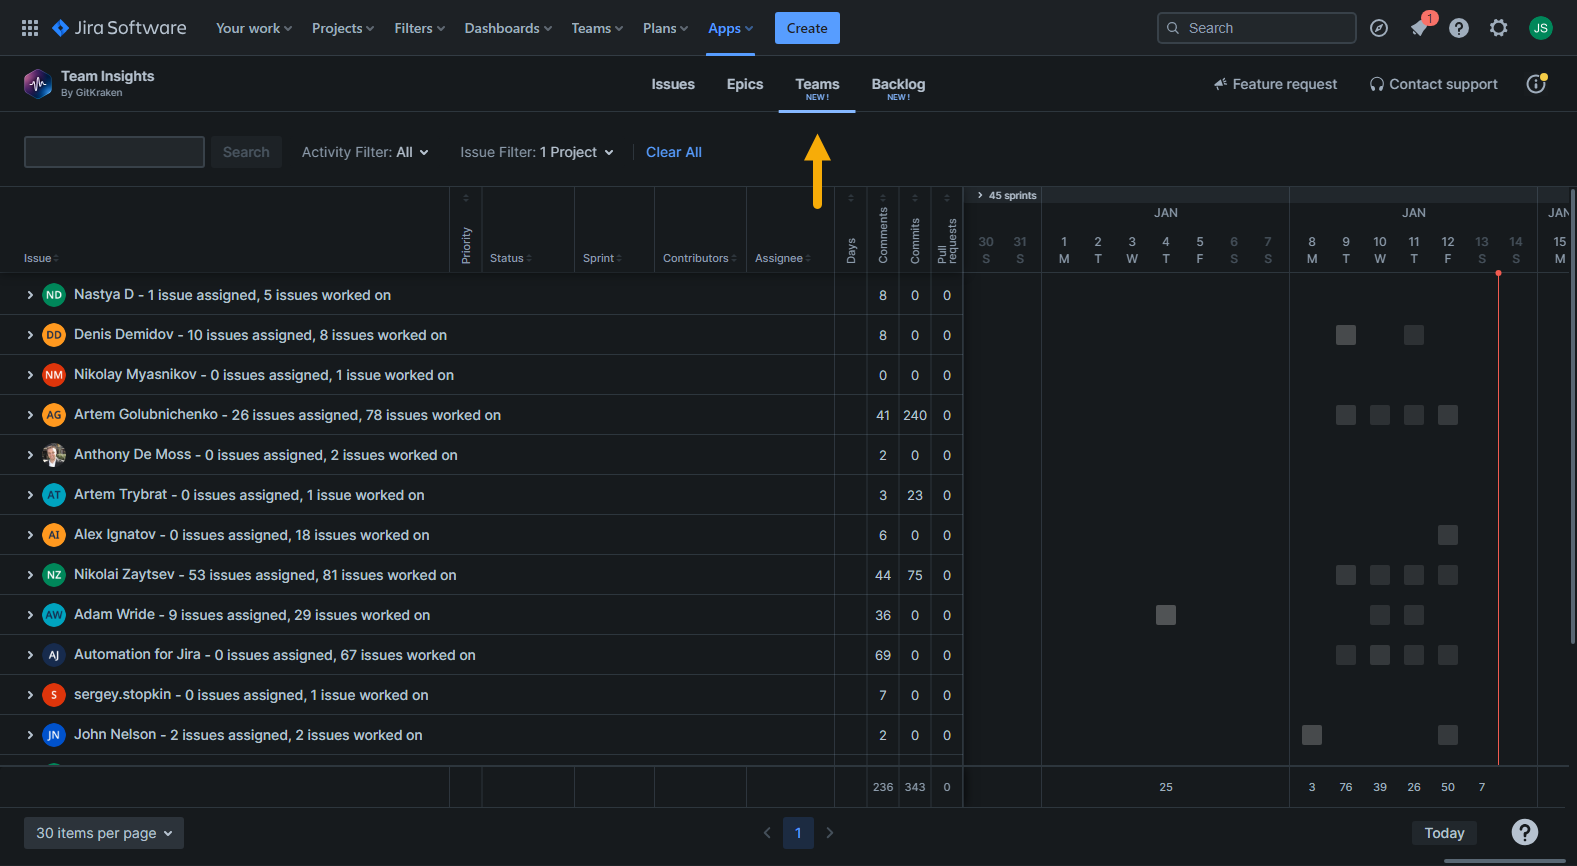 Jira Software Your work Projects Filters Dashboards Teams Plans Apps Create Search 1 JS
Team Insights
By GitKraken
Issues Epics Teams Backlog
NEW ! NEW !
Feature request Contact support
Search Activity Filter: All Issue Filter: 1 Project Clear All
45 sprints
JAN JAN JAN
Issue Priority Status Sprint Contributors Assignee Days Comments Commits Pull requests
30 31 1 2 3 4 5 6 7 8 9 10 11 12 13 14 15
S S M T W T F S S M T W T F S S M
ND Nastya D - 1 issue assigned, 5 issues worked on 8 0 0
DD Denis Demidov - 10 issues assigned, 8 issues worked on 8 0 0
NM Nikolay Myasnikov - 0 issues assigned, 1 issue worked on 0 0 0
AG Artem Golubnichenko - 26 issues assigned, 78 issues worked on 41 240 0
Anthony De Moss - 0 issues assigned, 2 issues worked on 2 0 0
AT Artem Trybrat - 0 issues assigned, 1 issue worked on 3 23 0
AI Alex Ignatov - 0 issues assigned, 18 issues worked on 6 0 0
NZ Nikolai Zaytsev - 53 issues assigned, 81 issues worked on 44 75 0
AW Adam Wride - 9 issues assigned, 29 issues worked on 36 0 0
AJ Automation for Jira - 0 issues assigned, 67 issues worked on 69 0 0
S sergey.stopkin - 0 issues assigned, 1 issue worked on 7 0 0
JN John Nelson - 2 issues assigned, 2 issues worked on 2 0 0
236 343 0 25 3 76 39 26 50 7
30 items per page 1 Today